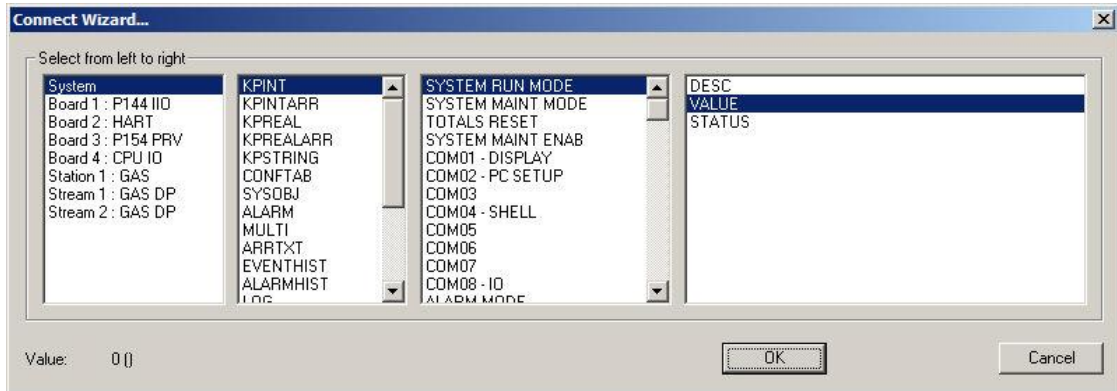 Connect Wizard...
Select from left to right
System
Board 1 : P144 IIO
Board 2 : HART
Board 3 : P154 PRV
Board 4 : CPU IO
Station 1 : GAS
Stream 1 : GAS DP
Stream 2 : GAS DP
KPINT
KPINTARR
KPREAL
KPREALARR
KPSTRING
CONFTAB
SYSOBJ
ALARM
MULTI
ARRTXT
EVENTHIST
ALARMHIST
LOG
SYSTEM RUN MODE
SYSTEM MAINT MODE
TOTALS RESET
SYSTEM MAINT ENAB
COM01 - DISPLAY
COM02 - PC SETUP
COM03
COM04 - SHELL
COM05
COM06
COM07
COM08 - IO
ALARM MODE
DESC
VALUE
STATUS
Value: 0 ()
OK
Cancel